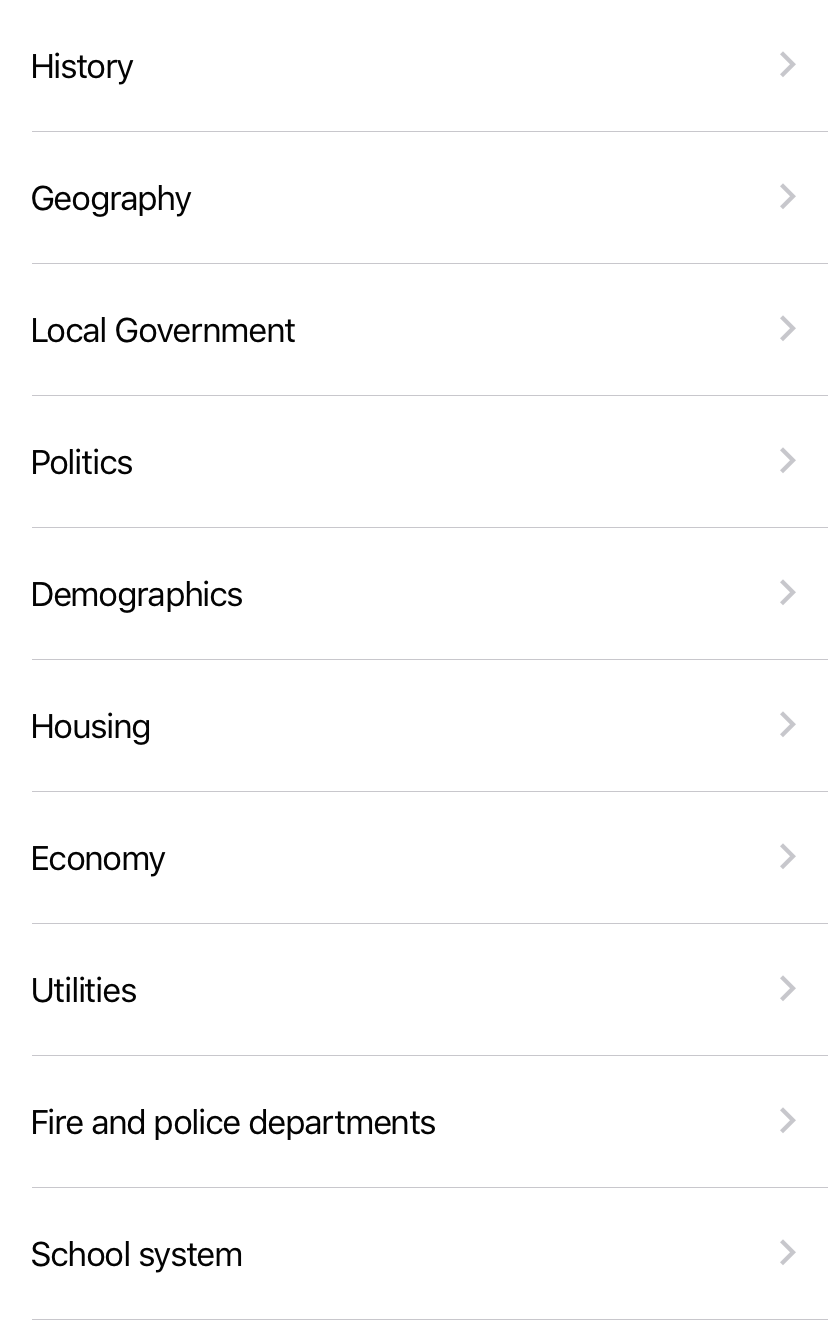 History
Geography
Local Government
Politics
Demographics
Housing
Economy
Utilities
Fire and police departments
School system